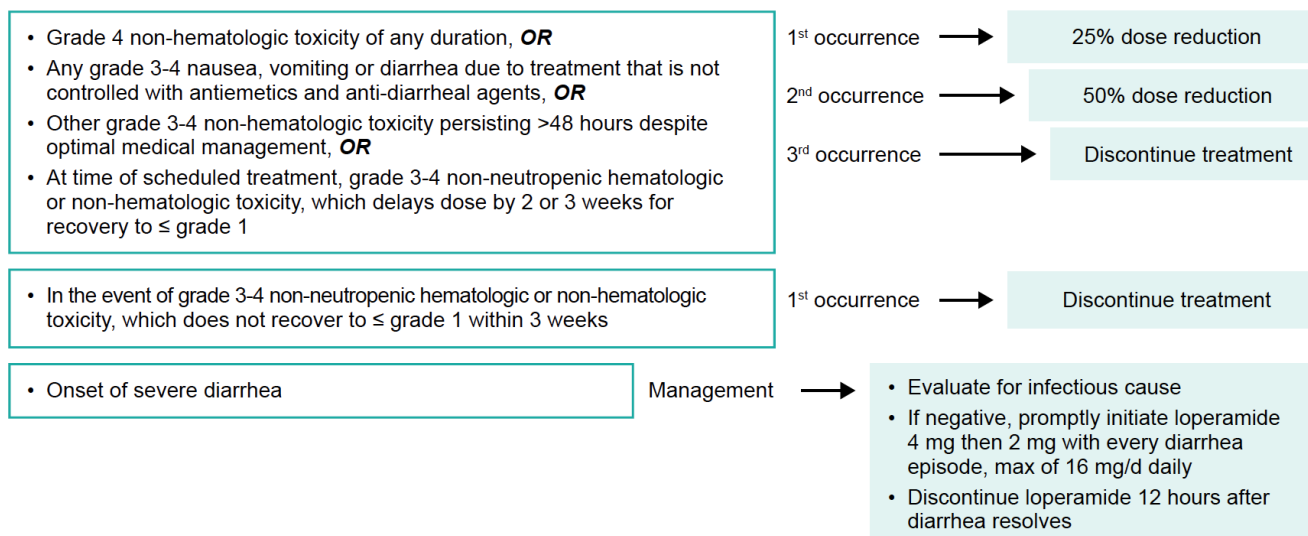 • Grade 4 non-hematologic toxicity of any duration, OR
• Any grade 3-4 nausea, vomiting or diarrhea due to treatment that is not
controlled with antiemetics and anti-diarrheal agents, OR
• Other grade 3-4 non-hematologic toxicity persisting >48 hours despite
optimal medical management, OR
• At time of scheduled treatment, grade 3-4 non-neutropenic hematologic
or non-hematologic toxicity, which delays dose by 2 or 3 weeks for
recovery to ≤ grade 1
1st occurrence
25% dose reduction
2nd occurrence
50% dose reduction
3rd occurrence
Discontinue treatment
• In the event of grade 3-4 non-neutropenic hematologic or non-hematologic
toxicity, which does not recover to ≤ grade 1 within 3 weeks
1st occurrence
Discontinue treatment
• Onset of severe diarrhea
Management
• Evaluate for infectious cause
• If negative, promptly initiate loperamide
4 mg then 2 mg with every diarrhea
episode, max of 16 mg/d daily
• Discontinue loperamide 12 hours after
diarrhea resolves